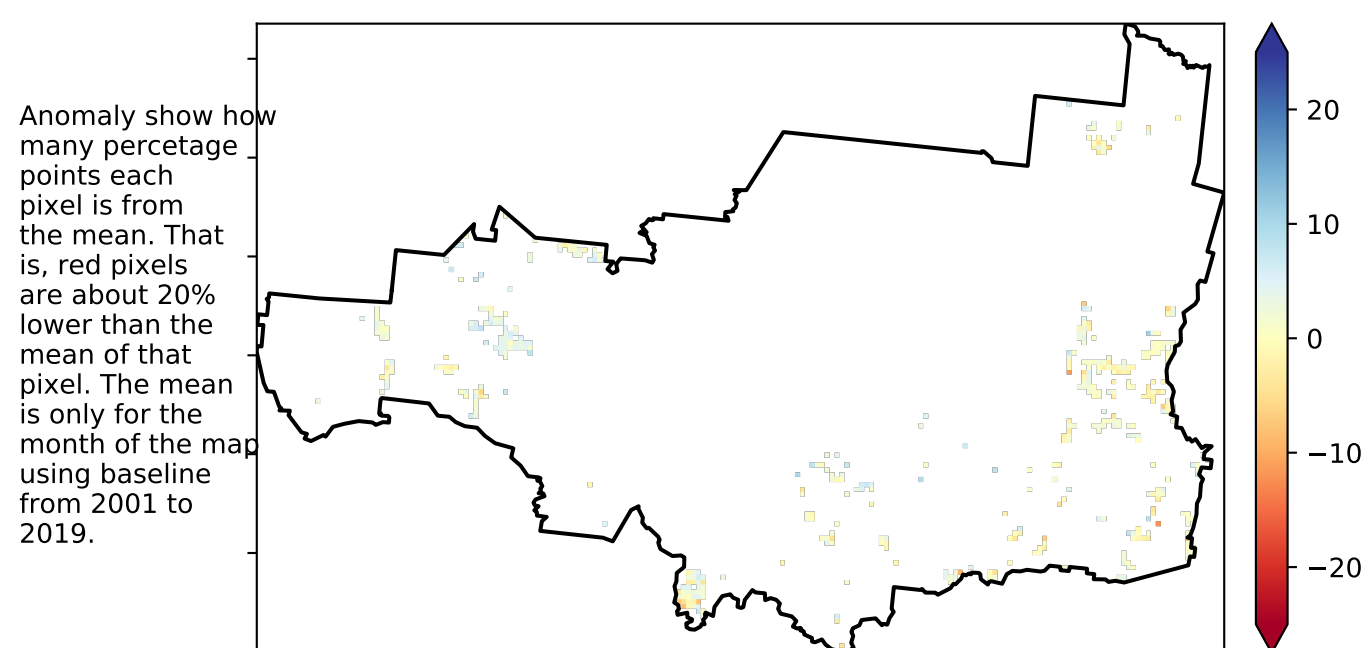 Anomaly show how
many percetage
points each
pixel is from
the mean. That
is, red pixels
are about 20%
lower than the
mean of that
pixel. The mean
is only for the
month of the map
using baseline
from 2001 to
2019.
20
10
0
−10
−20